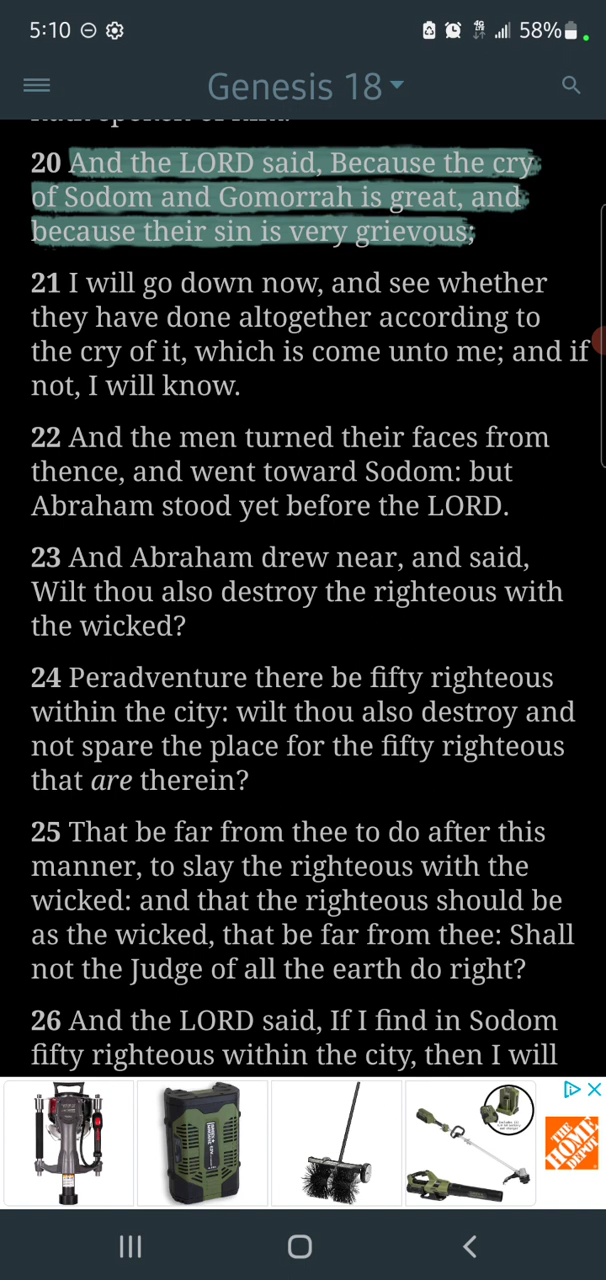 5:10
4G
58%
Genesis 18
20 And the LORD said, Because the cry
of Sodom and Gomorrah is great, and
because their sin is very grievous;
21 I will go down now, and see whether
they have done altogether according to
the cry of it, which is come unto me; and if
not, I will know.
22 And the men turned their faces from
thence, and went toward Sodom: but
Abraham stood yet before the LORD.
23 And Abraham drew near, and said,
Wilt thou also destroy the righteous with
the wicked?
24 Peradventure there be fifty righteous
within the city: wilt thou also destroy and
not spare the place for the fifty righteous
that are therein?
25 That be far from thee to do after this
manner, to slay the righteous with the
wicked: and that the righteous should be
as the wicked, that be far from thee: Shall
not the Judge of all the earth do right?
26 And the LORD said, If I find in Sodom
fifty righteous within the city, then I will
THE
HOME
DEPOT